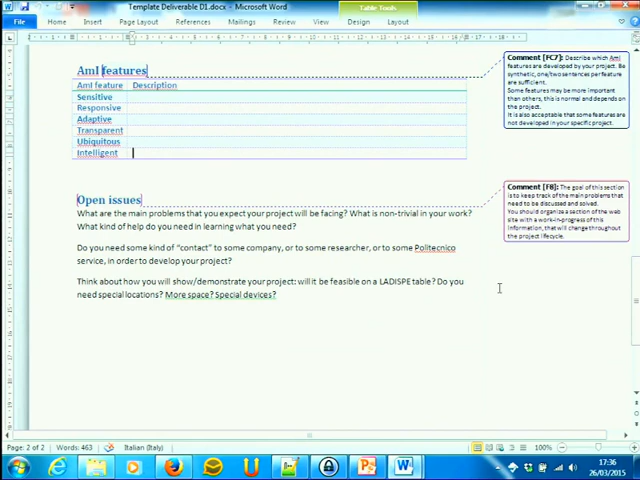 Template Deliverable D1.docx - Microsoft Word
Table Tools
File
Home
Insert
Page Layout
References
Mailings
Review
View
Design
Layout
AmI features
AmI feature Description
Sensitive
Responsive
Adaptive
Transparent
Ubiquitous
Intelligent
Comment [FC7]: Describe which AmI
features are developed by your project. Be
synthetic, one/two sentences per feature
are sufficient.
Some features may be more important
than others, this is normal and depends on
the project.
It is also acceptable that some features are
not developed in your specific project.
Open issues
What are the main problems that you expect your project will be facing? What is non-trivial in your work?
What kind of help do you need in learning what you need?
Do you need some kind of "contact" to some company, or to some researcher, or to some Politecnico
service, in order to develop your project?
Think about how you will show/demonstrate your project: will it be feasible on a LADISPE table? Do you
need special locations? More space? Special devices?
Comment [F8]: The goal of this section
is to keep track of the main problems that
need to be discussed and solved.
You should organize a section of the web
site with a work-in-progress of this
information, that will change throughout
the project lifecycle.
Page: 2 of 2
Words: 463
Italian (Italy)
100%
17:36
26/03/2015